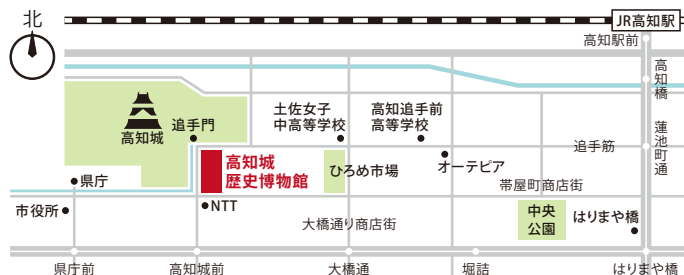 北
JR高知駅
高知駅前
高知橋
蓮池町通
高知城
追手門
土佐女子
中高等学校
高知追手前
高等学校
追手筋
高知城
歴史博物館
ひろめ市場
オーテピア
県庁
帯屋町商店街
市役所
NTT
大橋通り商店街
中央
公園
はりまや橋
県庁前
高知城前
大橋通
堀詰
はりまや橋